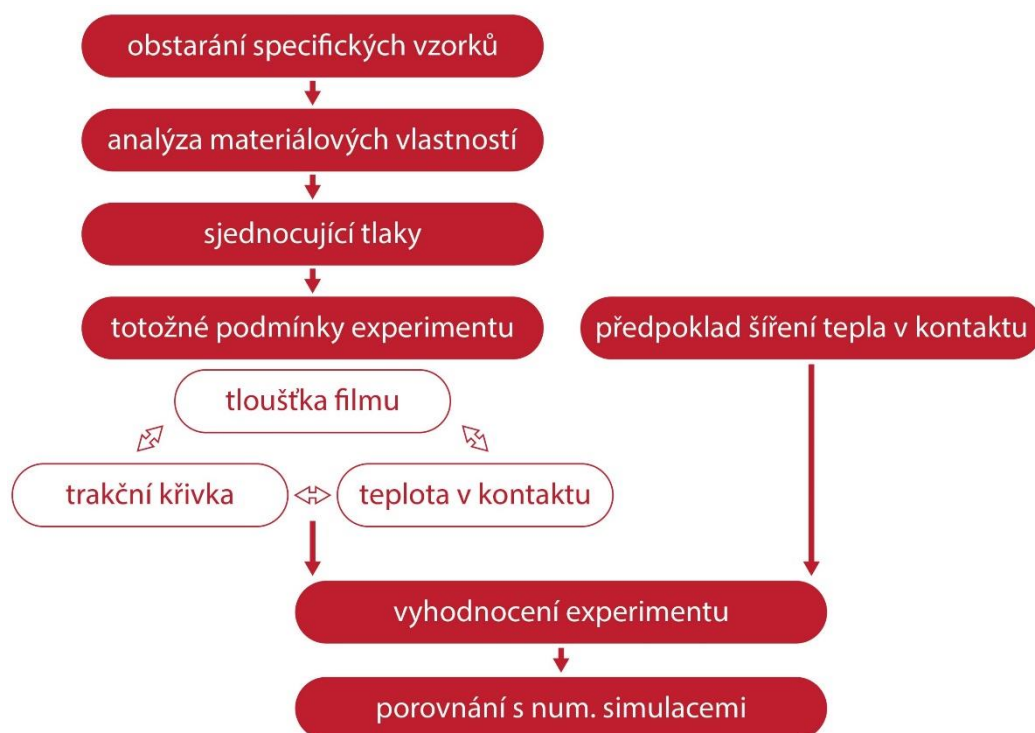 obstarání specifických vzorků
analýza materiálových vlastností
sjednocující tlaky
totožné podmínky experimentu
předpoklad šíření tepla v kontaktu
tloušťka filmu
trakční křivka
teplota v kontaktu
vyhodnocení experimentu
porovnání s num. simulacemi